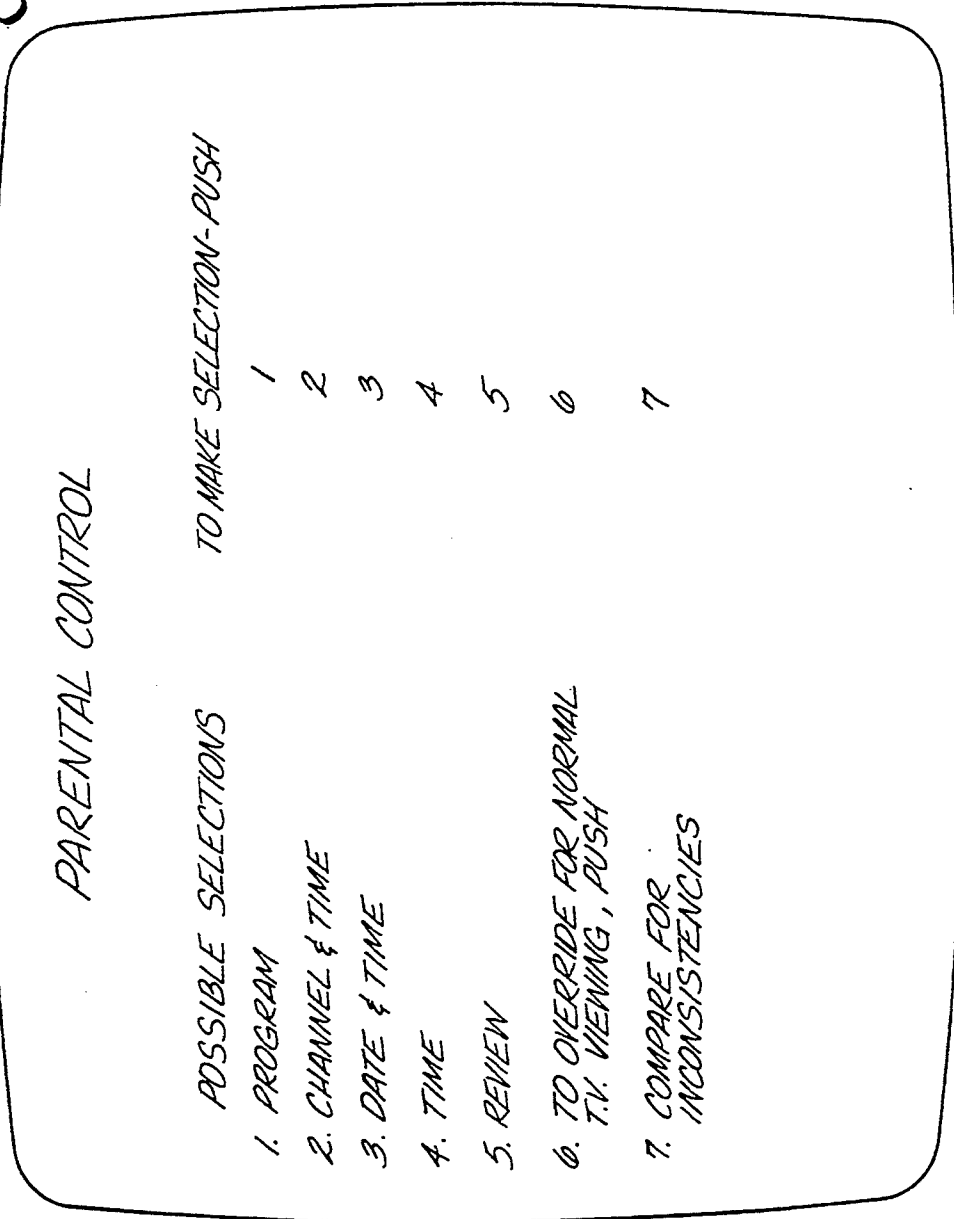 PARENTAL CONTROL
POSSIBLE SELECTIONS TO MAKE SELECTION-PUSH
1. PROGRAM 1
2. CHANNEL & TIME 2
3. DATE & TIME 3
4. TIME 4
5. REVIEW 5
6. TO OVERRIDE FOR NORMAL 6
T.V. VIEWING, PUSH
7. COMPARE FOR 7
INCONSISTENCIES